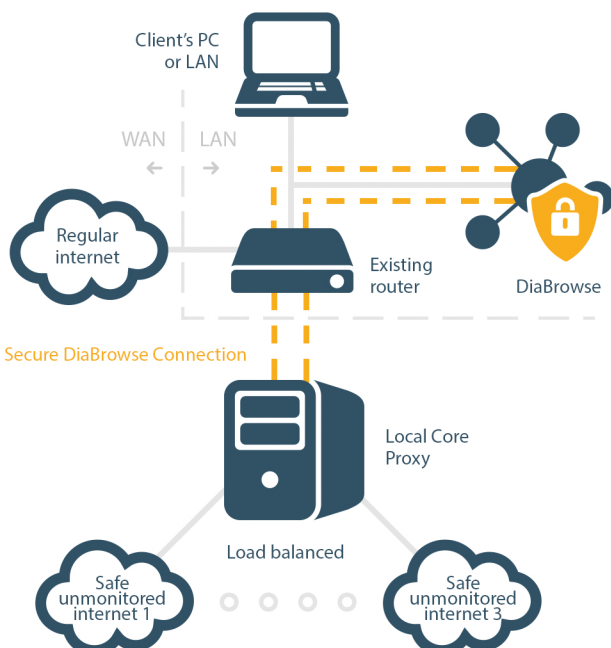 Client's PC
or LAN
WAN
LAN
Regular
internet
Existing
router
DiaBrowse
Secure DiaBrowse Connection
Local Core
Proxy
Load balanced
Safe
unmonitored
internet 1
Safe
unmonitored
internet 3